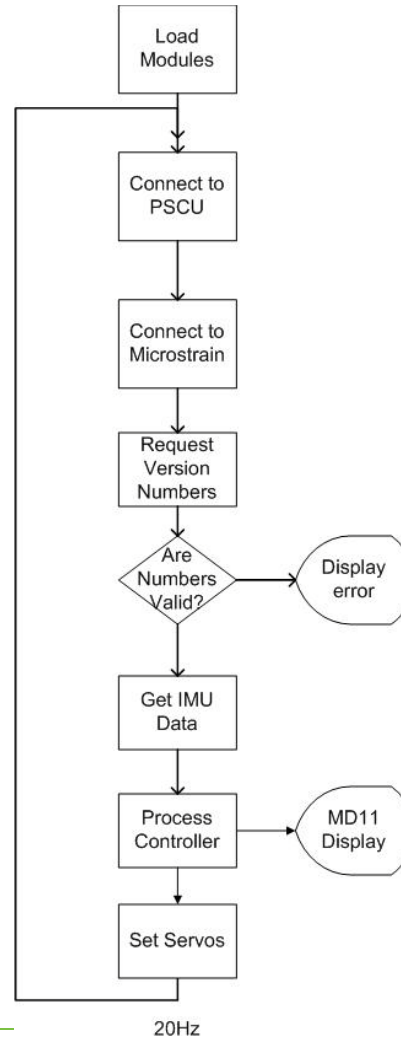 Load
Modules
Connect to
PSCU
Connect to
Microstrain
Request
Version
Numbers
Are
Numbers
Valid?
Display
error
Get IMU
Data
Process
Controller
MD11
Display
Set Servos
20Hz